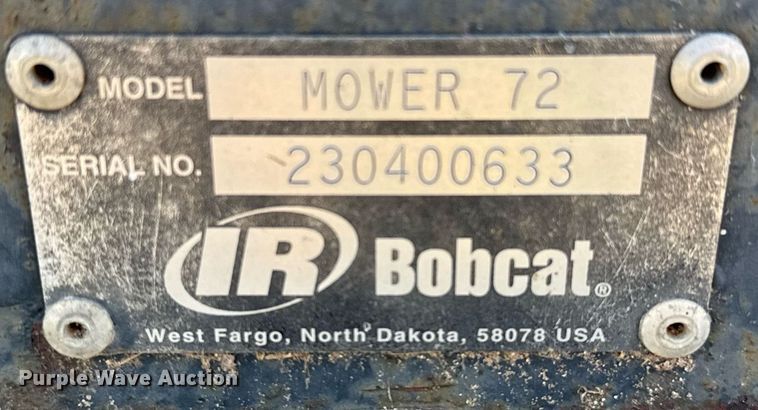 MODEL MOWER 72
SERIAL NO. 230400633
IR Bobcat®
West Fargo, North Dakota, 58078 USA
Purple Wave Auction